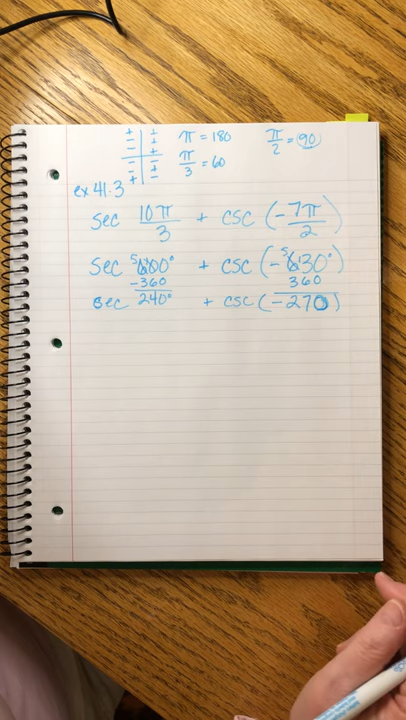 + | + π = 180 π/2 = 90
− | +
− | + π/3 = 60
+ | −
ex 41.3
sec 10π/3 + csc (−7π/2)
sec 600° + csc (−630°)
−360 360
sec 240° + csc (−270)